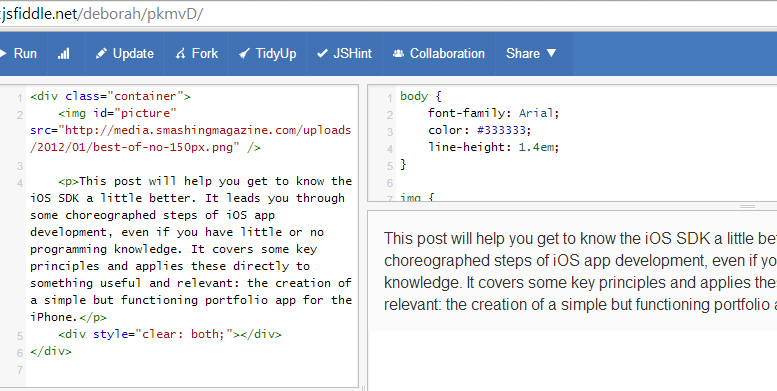 jsfiddle.net/deborah/pkmvD/
Run Update Fork TidyUp JSHint Collaboration Share
1 <div class="container">
2 <img id="picture"
src="http://media.smashingmagazine.com/uploads
/2012/01/best-of-no-150px.png" />
3
4 <p>This post will help you get to know the
iOS SDK a little better. It leads you through
some choreographed steps of iOS app
development, even if you have little or no
programming knowledge. It covers some key
principles and applies these directly to
something useful and relevant: the creation of
a simple but functioning portfolio app for the
iPhone.</p>
5 <div style="clear: both;"></div>
6 </div>
7
1 body {
2 font-family: Arial;
3 color: #333333;
4 line-height: 1.4em;
5 }
6
7 img {
This post will help you get to know the iOS SDK a little
choreographed steps of iOS app development, even if
knowledge. It covers some key principles and applies
relevant: the creation of a simple but functioning portfolio